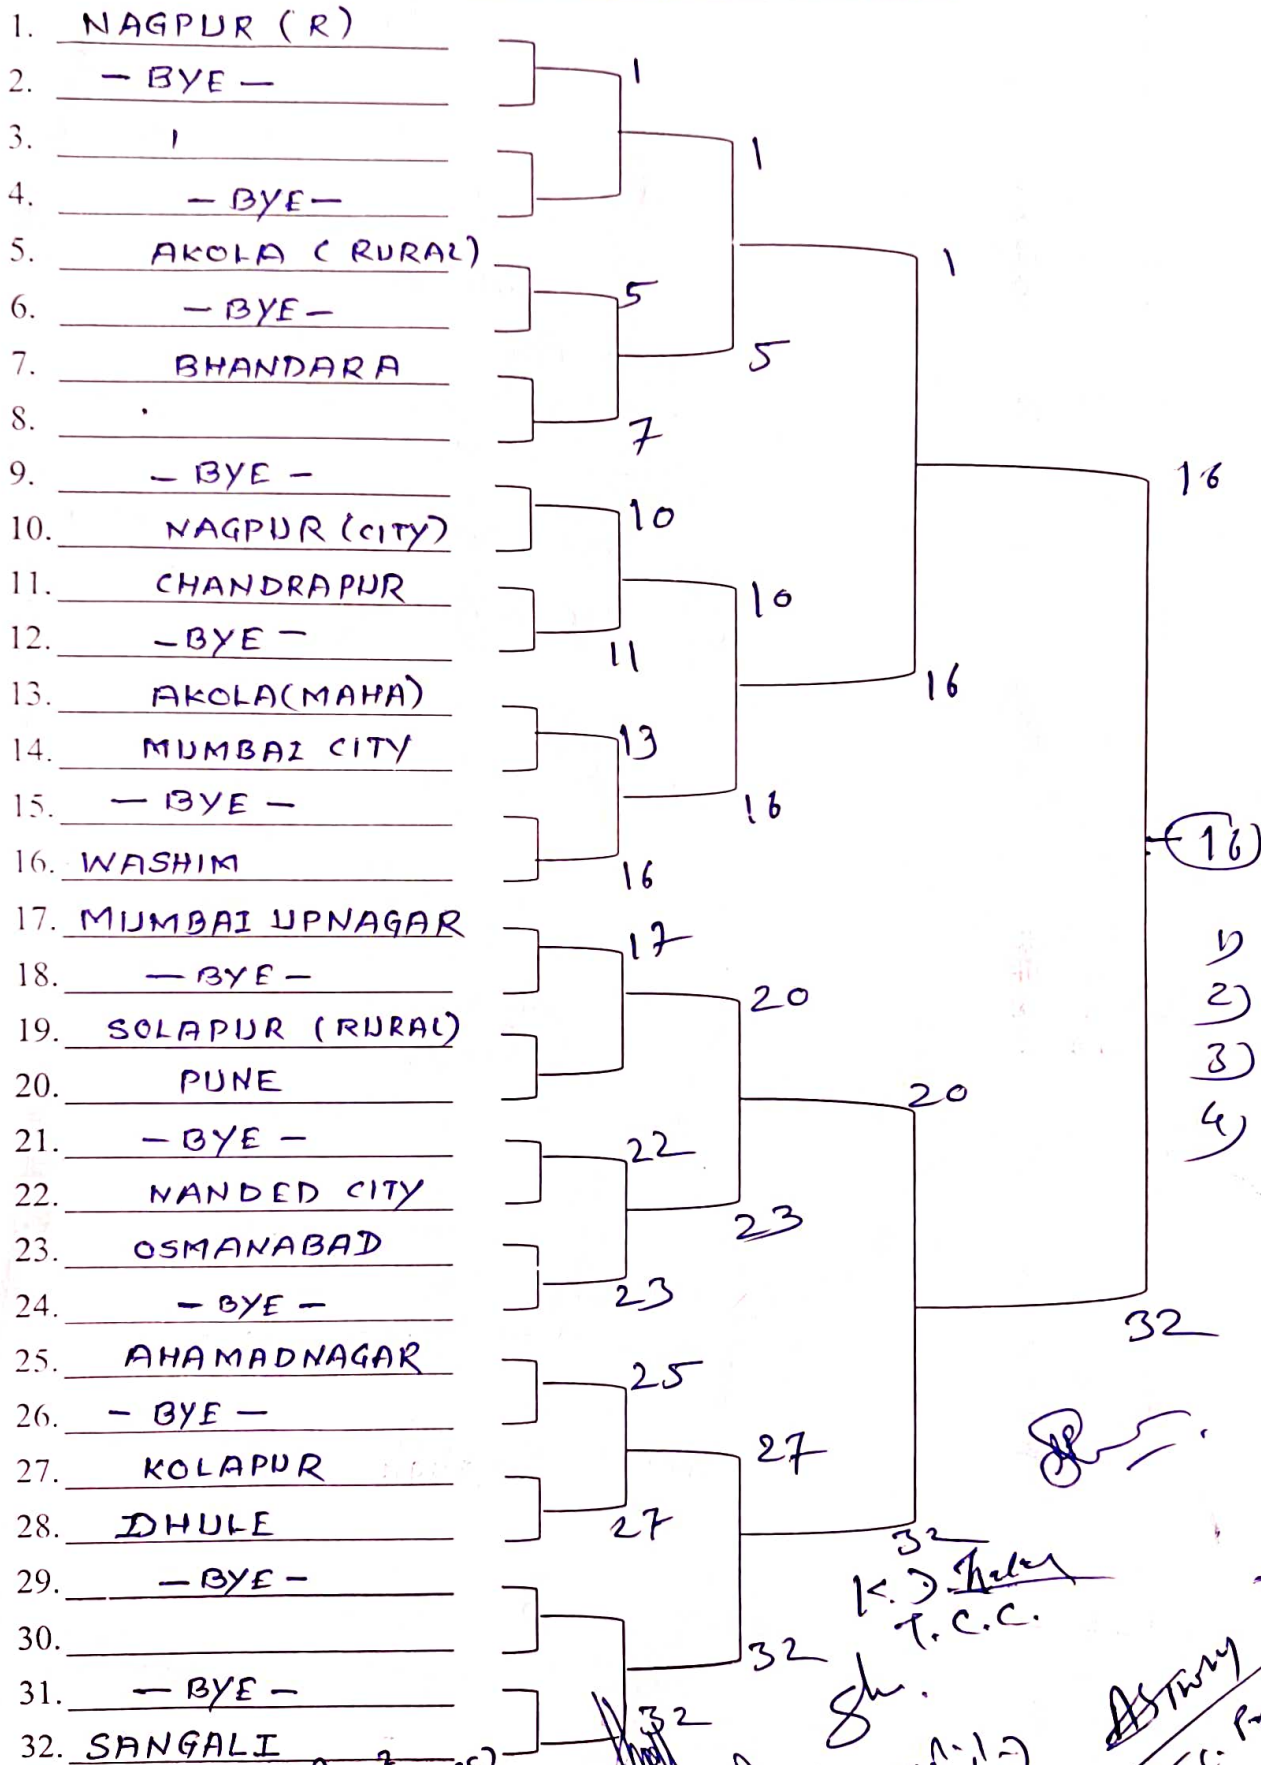 1. NAGPUR (R)
2. - BYE -
3. 1
4. - BYE -
5. AKOLA (RURAL)
6. - BYE -
7. BHANDARA
8. .
9. - BYE -
10. NAGPUR (CITY)
11. CHANDRAPUR
12. - BYE -
13. AKOLA (MAHA)
14. MUMBAI CITY
15. - BYE -
16. WASHIM
17. MUMBAI UPNAGAR
18. - BYE -
19. SOLAPUR (RURAL)
20. PUNE
21. - BYE -
22. NANDED CITY
23. OSMANABAD
24. - BYE -
25. AHAMADNAGAR
26. - BYE -
27. KOLAPUR
28. DHULE
29. - BYE -
30.
31. - BYE -
32. SANGALI
1
5
7
10
11
13
16
17
22
23
25
27
32
1
5
10
16
20
23
27
32
1
16
20
32
16
32
16
1)
2)
3)
4)
K. D.
T. C. C.